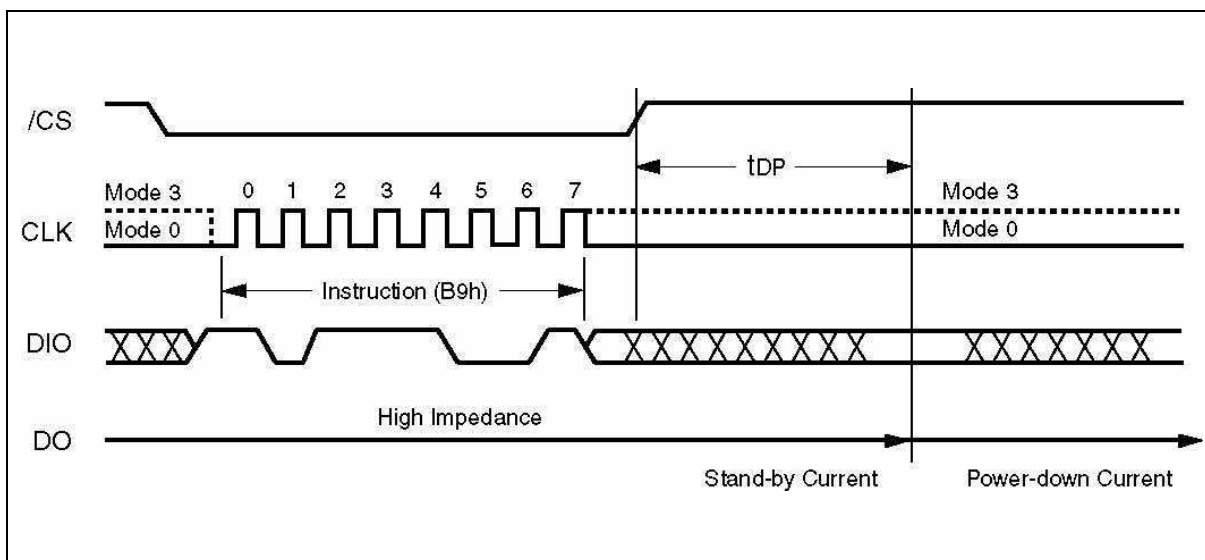 /CS
tDP
Mode 3 0 1 2 3 4 5 6 7 Mode 3
CLK Mode 0 Mode 0
Instruction (B9h)
DIO
High Impedance
DO
Stand-by Current Power-down Current